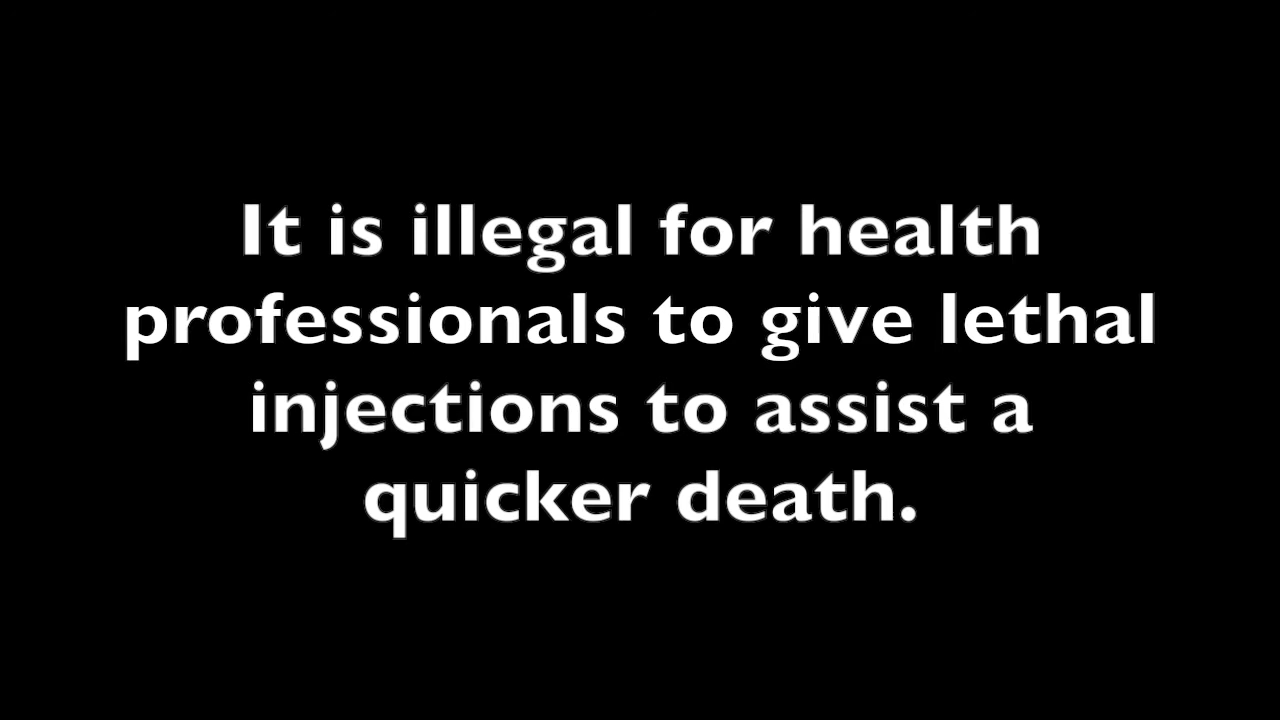 It is illegal for health
professionals to give lethal
injections to assist a
quicker death.